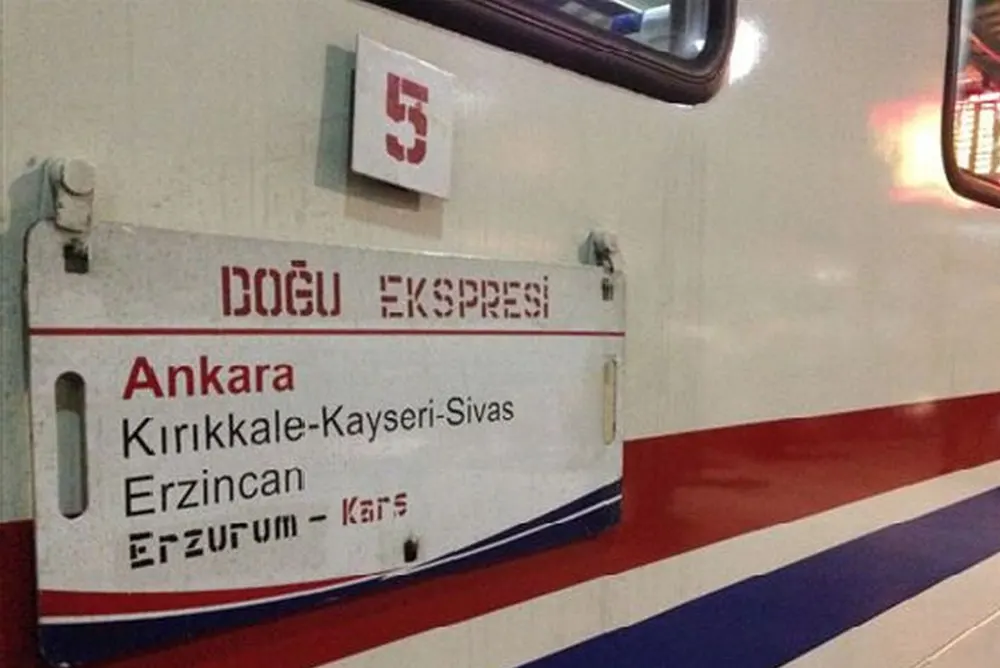 5
DOĞU EKSPRESİ
Ankara
Kırıkkale-Kayseri-Sivas
Erzincan
Erzurum - Kars